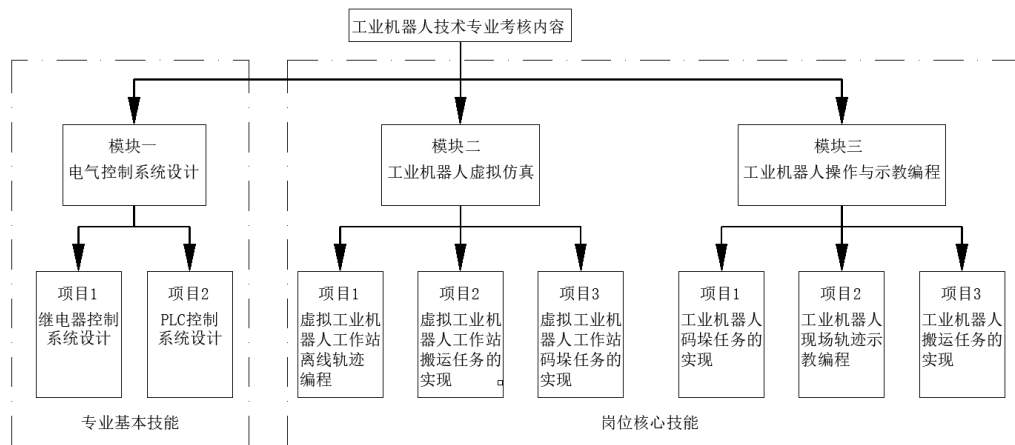 工业机器人技术专业考核内容
模块一
电气控制系统设计
模块二
工业机器人虚拟仿真
模块三
工业机器人操作与示教编程
项目1
继电器控制
系统设计
项目2
PLC控制
系统设计
项目1
虚拟工业机
器人工作站
离线轨迹
编程
项目2
虚拟工业机
器人工作站
搬运任务的
实现
项目3
虚拟工业机
器人工作站
码垛任务的
实现
项目1
工业机器人
码垛任务的
实现
项目2
工业机器人
现场轨迹示
教编程
项目3
工业机器人
搬运任务的
实现
专业基本技能
岗位核心技能